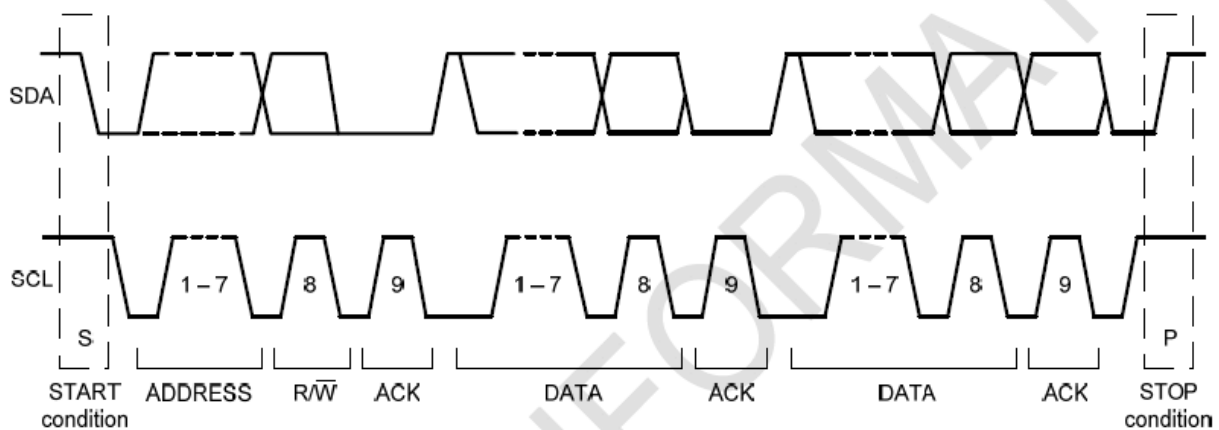 SDA
SCL
1 – 7 8 9 1 – 7 8 9 1 – 7 8 9
S P
START condition
ADDRESS R/W̅ ACK DATA ACK DATA ACK
STOP condition
INFORMAT